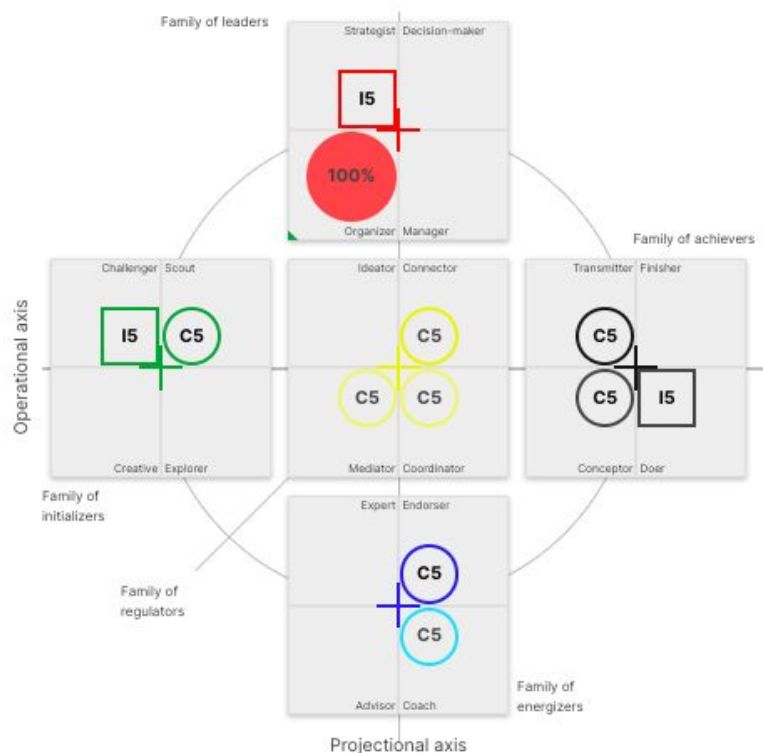 Family of leaders
Strategist Decision-maker
I5
100%
Organizer Manager
Family of achievers
Challenger Scout
Ideator Connector
Transmitter Finisher
I5 C5
C5
C5
C5 C5
C5 I5
Operational axis
Creative Explorer
Mediator Coordinator
Conceptor Doer
Family of
initializers
Expert Endorser
C5
Family of
regulators
C5
Advisor Coach
Family of
energizers
Projectional axis